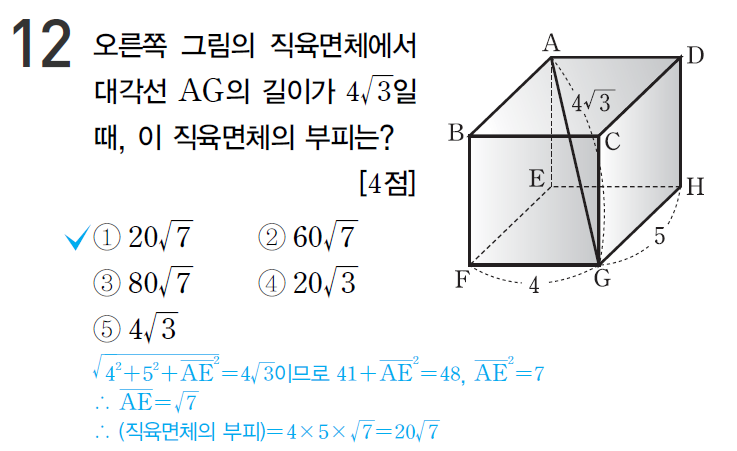 12 오른쪽 그림의 직육면체에서
대각선 AG의 길이가 4√3일
때, 이 직육면체의 부피는?
[4점]
① 20√7 ② 60√7
③ 80√7 ④ 20√3
⑤ 4√3
√(4²+5²+A̅E̅²)=4√3이므로 41+A̅E̅²=48, A̅E̅²=7
∴ A̅E̅=√7
∴ (직육면체의 부피)=4×5×√7=20√7
A
D
4√3
B
C
E
H
5
F
4
G